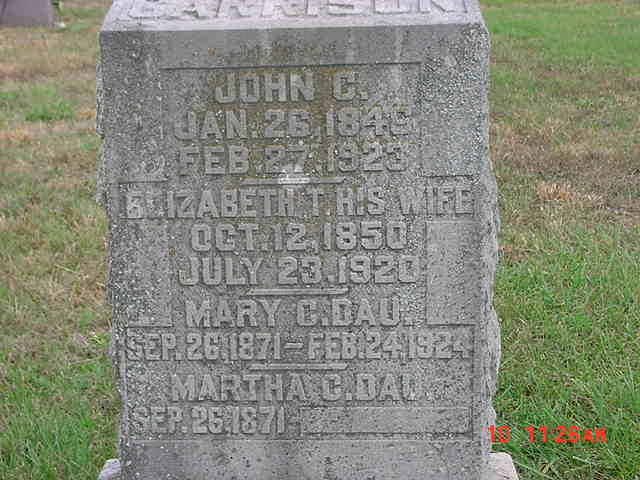 GARRISON
JOHN C.
JAN. 26, 1845
FEB. 27, 1923
ELIZABETH T. HIS WIFE
OCT. 12, 1850
JULY 23, 1920
MARY C. DAU.
SEP. 26, 1871 – FEB. 24, 1924
MARTHA C. DAU.
SEP. 26, 1871 –
10 11:26AM